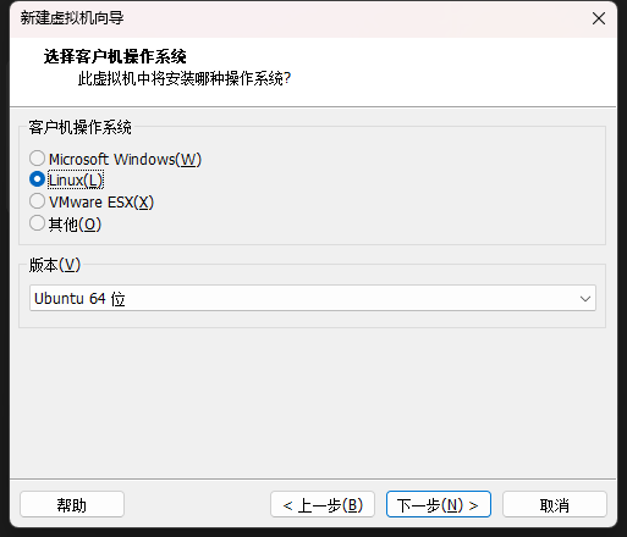 新建虚拟机向导
选择客户机操作系统
此虚拟机中将安装哪种操作系统?
客户机操作系统
Microsoft Windows(W)
Linux(L)
VMware ESX(X)
其他(O)
版本(V)
Ubuntu 64 位
帮助
< 上一步(B)
下一步(N) >
取消